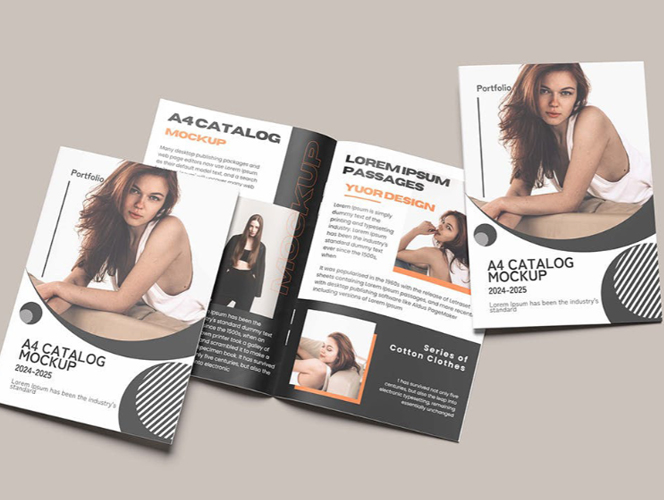 Portfolio
A4 CATALOG
MOCKUP
2024-2025
Lorem Ipsum has been the industry's
standard
A4 CATALOG
MOCKUP
Many desktop publishing packages and
web page editors now use Lorem Ipsum
as their default model text, and a search
MOCKUP
Ipsum has been the
industry's standard dummy text
since the 1500s, when an
printer took a galley of
and scrambled it to make a
specimen book. It has survived
only five centuries, but also the
into electronic
LOREM IPSUM
PASSAGES
YUOR DESIGN
Lorem Ipsum is simply
dummy text of the
printing and typesetting
industry. Lorem Ipsum
has been the industry's
standard dummy text
ever since the 1500s,
when
It was popularised in the 1960s with the release of Letraset
sheets containing Lorem Ipsum passages, and more recently
with desktop publishing software like Aldus PageMaker
including versions of Lorem Ipsum
Series of
Cotton Clothes
t has survived not only five
centuries, but also the leap into
electronic typesetting, remaining
essentially unchanged
Portfolio
A4 CATALOG
MOCKUP
2024-2025
Lorem Ipsum has been the industry's
standard